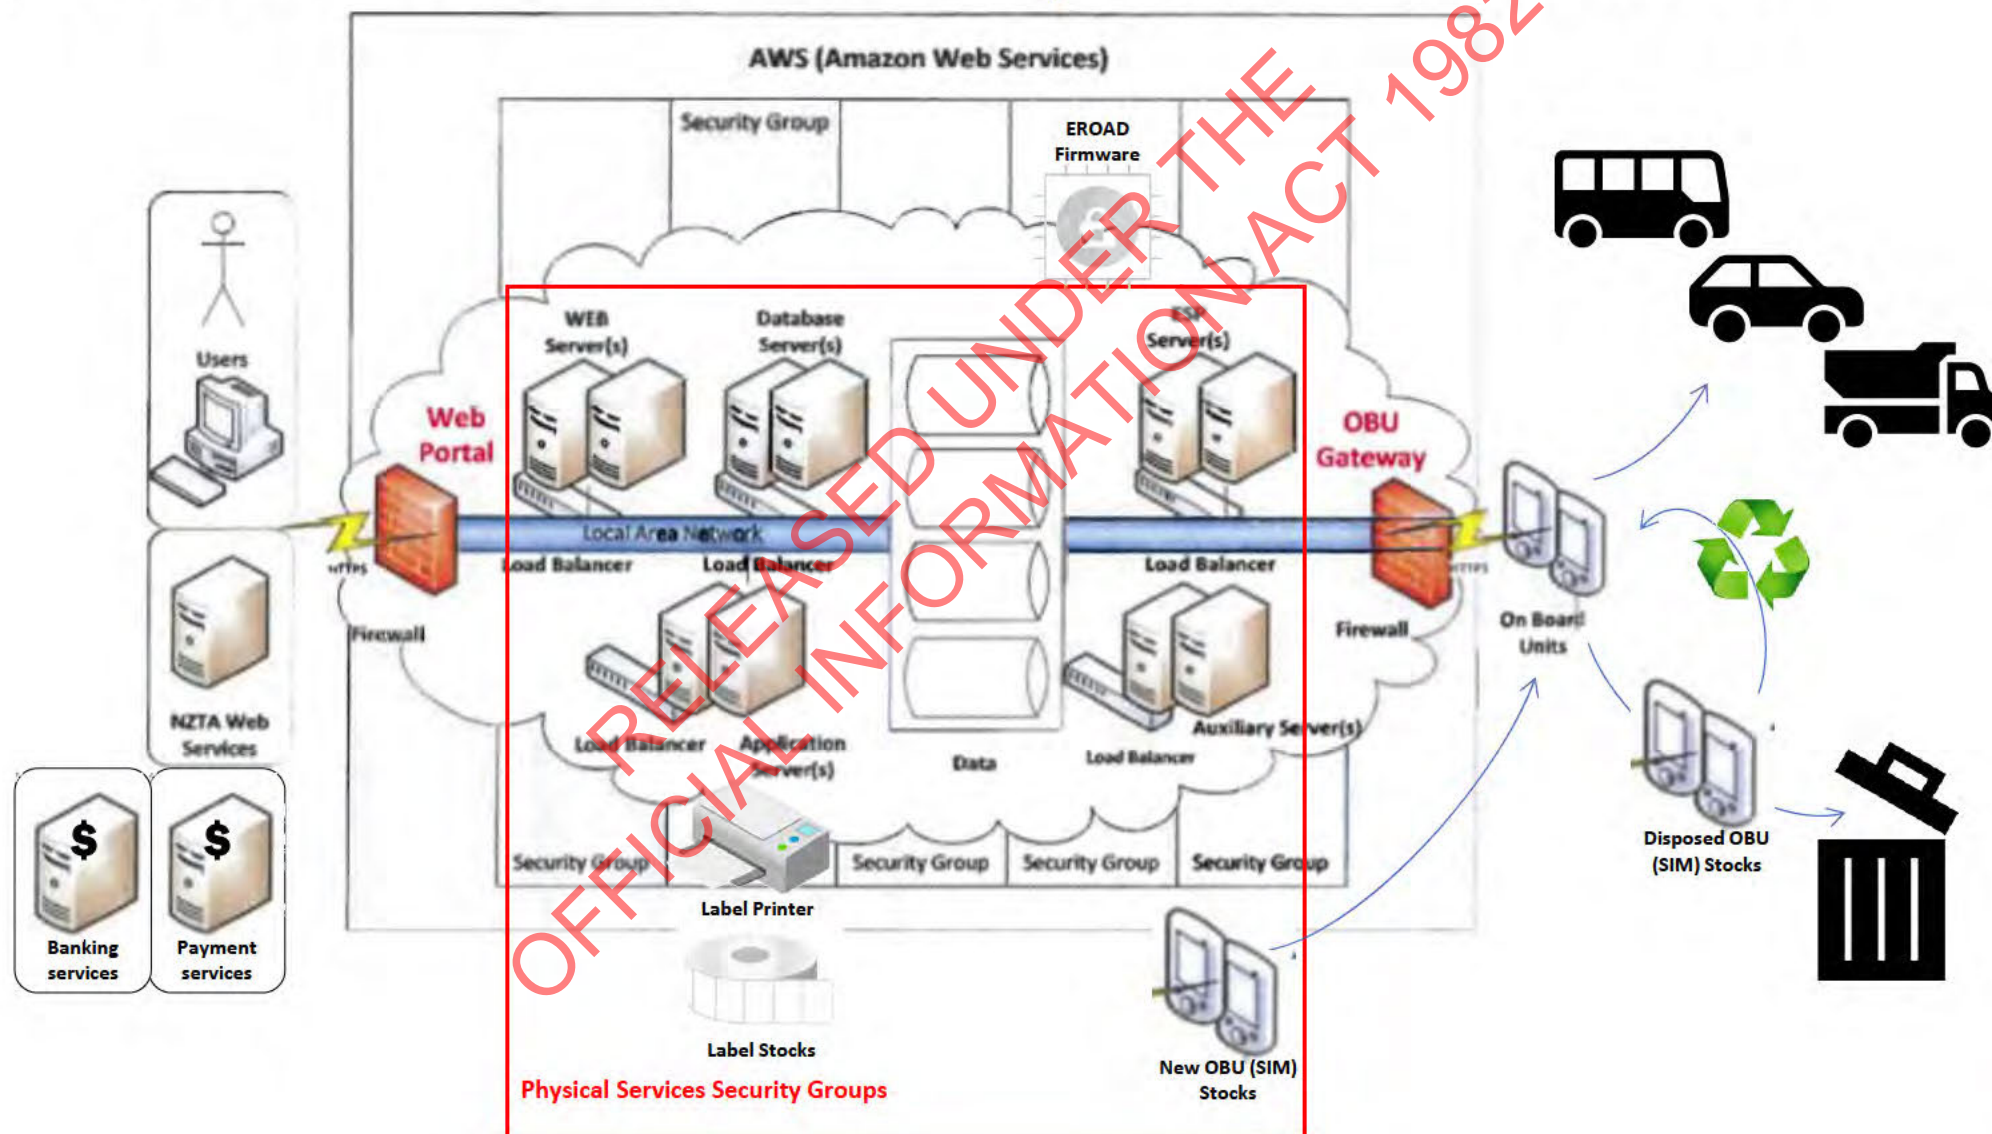 AWS (Amazon Web Services)
Security Group
EROAD
Firmware
RELEASED UNDER THE
OFFICIAL INFORMATION ACT 1982
WEB
Server(s)
Database
Server(s)
ESP
Server(s)
Users
Web
Portal
OBU
Gateway
Local Area Network
HTTPS
Load Balancer
Load Balancer
Load Balancer
HTTPS
Firewall
Firewall
On Board
Units
NZTA Web
Services
Load Balancer
Application
Server(s)
Data
Load Balancer
Auxiliary Server(s)
$
$
Banking
services
Payment
services
Security Group
Security Group
Security Group
Security Group
Disposed OBU
(SIM) Stocks
Label Printer
Label Stocks
New OBU (SIM)
Stocks
Physical Services Security Groups